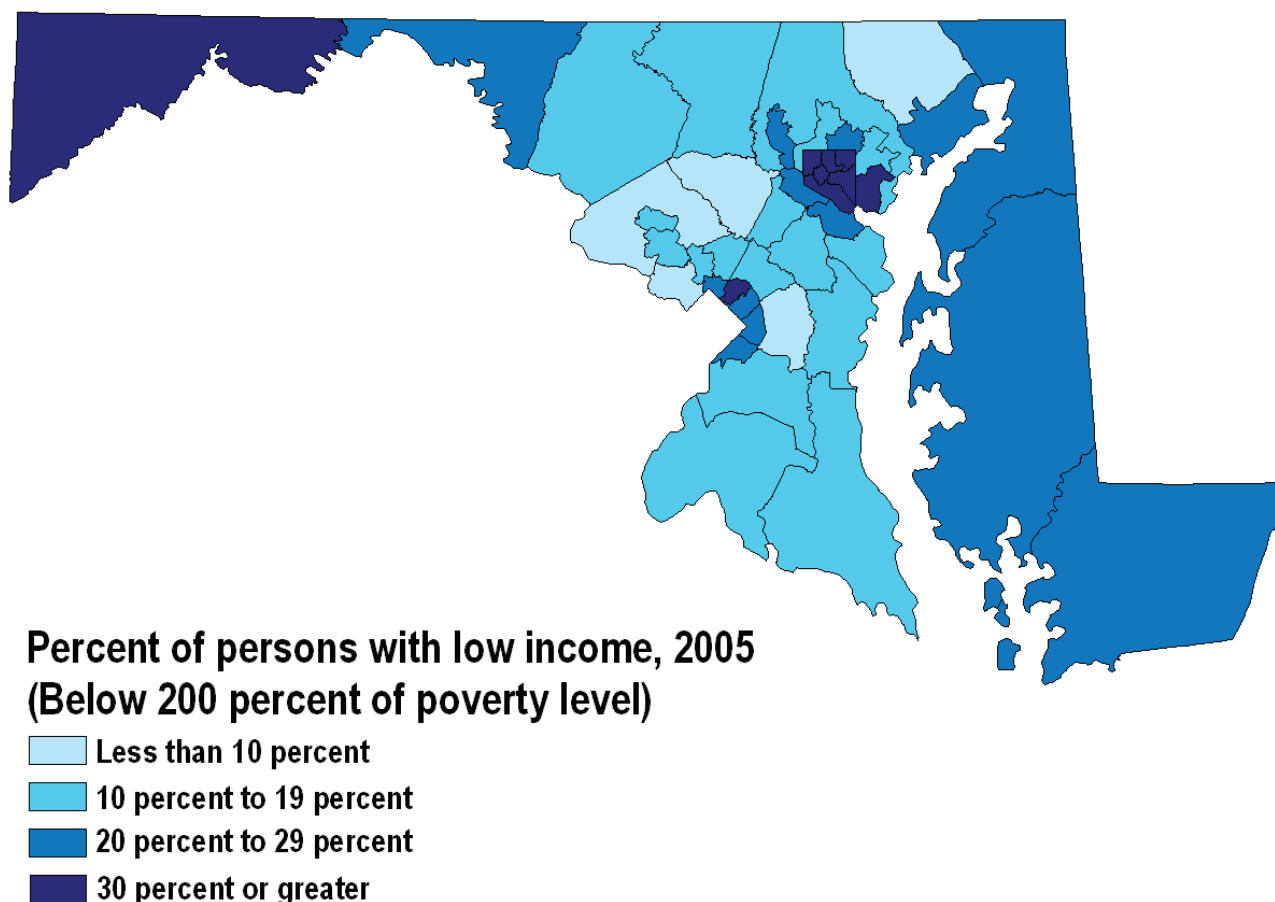 Percent of persons with low income, 2005
(Below 200 percent of poverty level)
Less than 10 percent
10 percent to 19 percent
20 percent to 29 percent
30 percent or greater